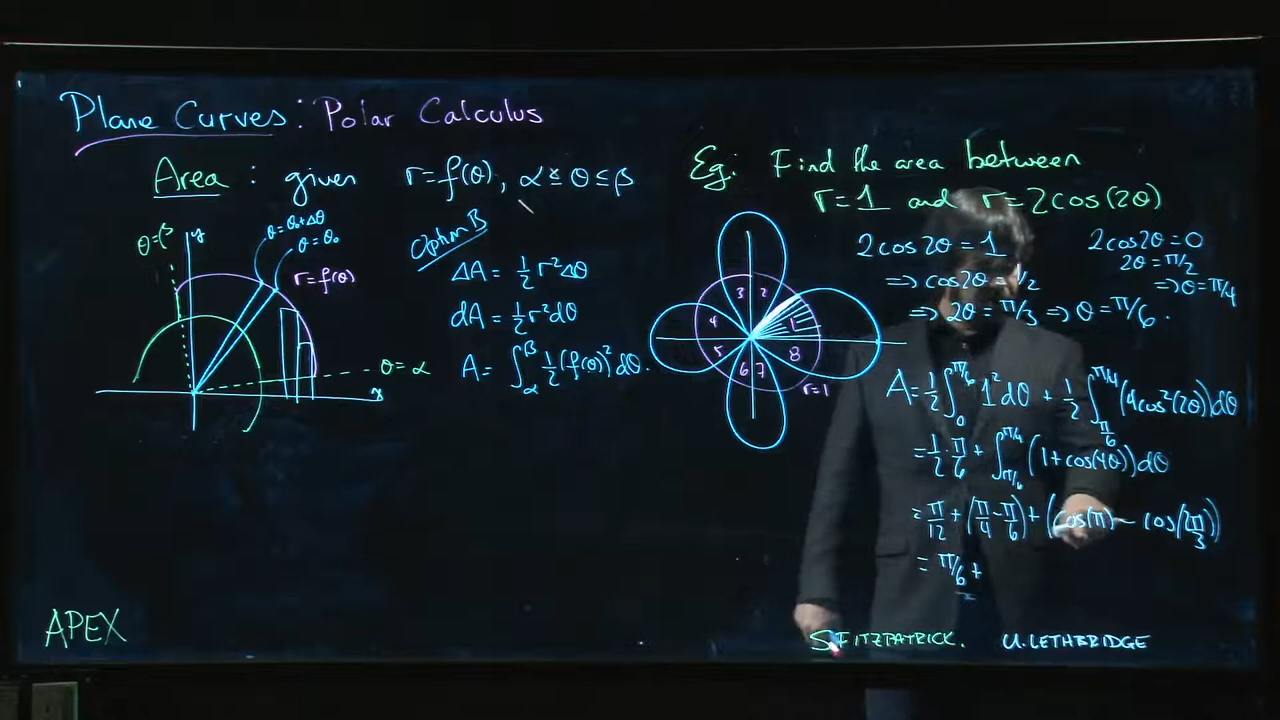 Plane Curves: Polar Calculus
Area: given r=f(θ), α≤θ≤β
Option B
θ=β
y
θ=θ₀+Δθ
θ=θ₀
r=f(θ)
θ=α
x
ΔA = ½r²Δθ
dA = ½r²dθ
A = ∫_α^β ½(f(θ))²dθ.
Eg: Find the area between
r=1 and r=2cos(2θ)
3 2
4 1
5 8
6 7
r=1
2cos2θ=1
⇒ cos2θ=1/2
⇒ 2θ=π/3 ⇒ θ=π/6.
2cos2θ=0
2θ=π/2
⇒θ=π/4
A=½∫_0^{π/6} 1²dθ + ½∫_{π/6}^{π/4}(4cos²(2θ))dθ
=½·π/6 + ∫_{π/6}^{π/4}(1+cos(4θ))dθ
=π/12+(π/4-π/6)+(cos(π)-cos(2π/3))
=π/6+
APEX
S FITZPATRICK. U. LETHBRIDGE